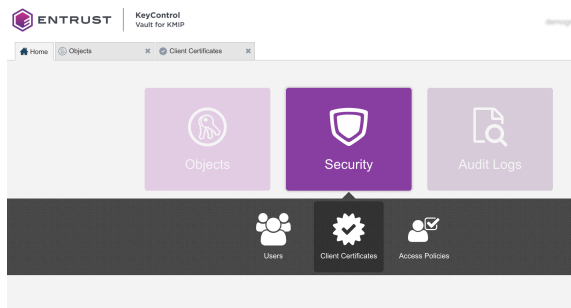 ENTRUST
KeyControl
Vault for KMIP
Home
Objects
Client Certificates
Objects
Security
Audit Logs
Users
Client Certificates
Access Policies